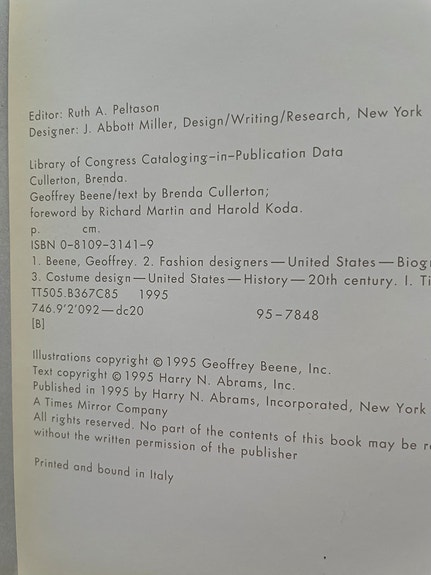 Editor: Ruth A. Peltason
Designer: J. Abbott Miller, Design/Writing/Research, New York
Library of Congress Cataloging–in–Publication Data
Cullerton, Brenda.
Geoffrey Beene/text by Brenda Cullerton;
foreword by Richard Martin and Harold Koda.
p. cm.
ISBN 0–8109–3141–9
1. Beene, Geoffrey. 2. Fashion designers — United States — Biog
3. Costume design — United States — History — 20th century. I. Ti
TT505.B367C85 1995
746.9'2'092 — dc20 95–7848
[B]
Illustrations copyright © 1995 Geoffrey Beene, Inc.
Text copyright © 1995 Harry N. Abrams, Inc.
Published in 1995 by Harry N. Abrams, Incorporated, New York
A Times Mirror Company
All rights reserved. No part of the contents of this book may be r
without the written permission of the publisher
Printed and bound in Italy